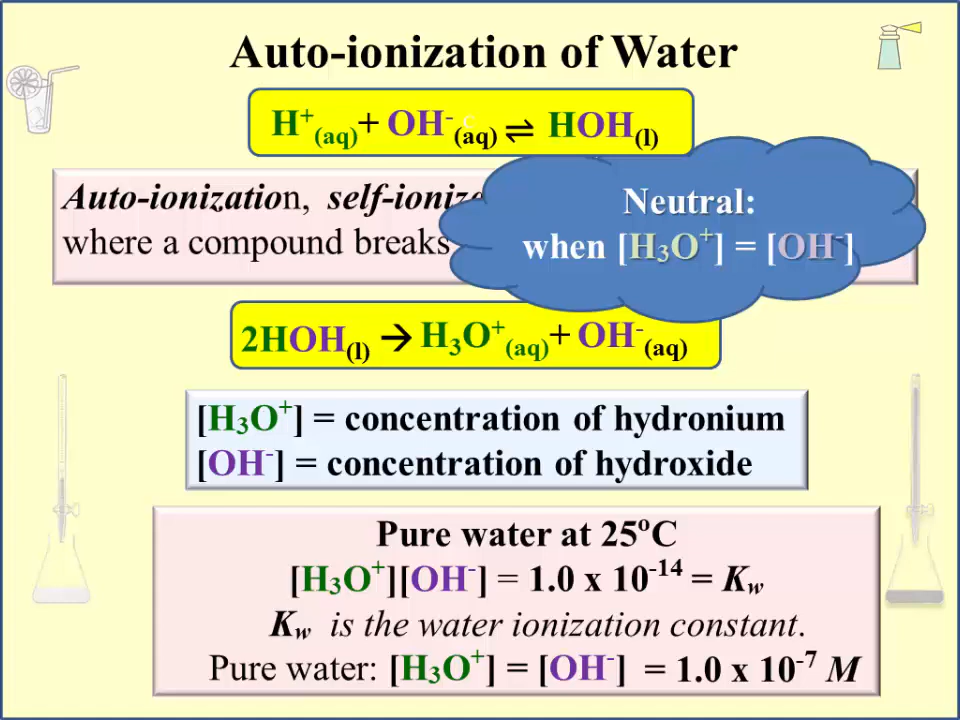 Auto-ionization of Water
H⁺(aq)+ OH⁻(aq) ⇌ HOH(l)
Auto-ionization, self-ioniz
where a compound breaks
Neutral:
when [H₃O⁺] = [OH⁻]
2HOH(l) → H₃O⁺(aq)+ OH⁻(aq)
[H₃O⁺] = concentration of hydronium
[OH⁻] = concentration of hydroxide
Pure water at 25ºC
[H₃O⁺][OH⁻] = 1.0 x 10⁻¹⁴ = Kw
Kw is the water ionization constant.
Pure water: [H₃O⁺] = [OH⁻] = 1.0 x 10⁻⁷ M